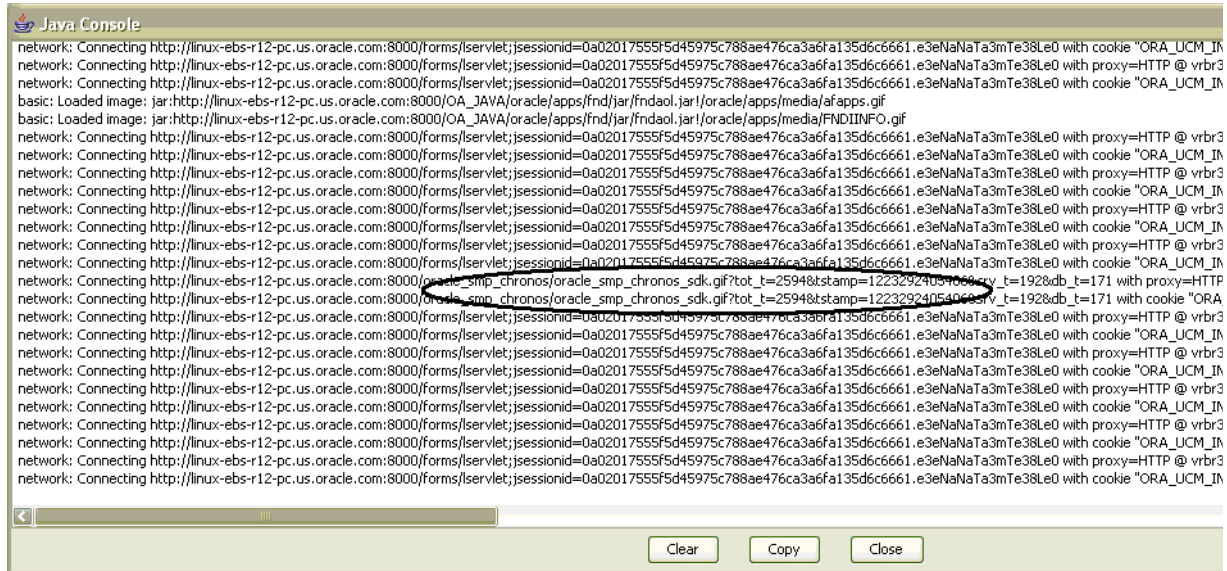 Java Console
network: Connecting http://linux-ebs-r12-pc.us.oracle.com:8000/forms/lservlet;jsessionid=0a02017555f5d45975c788ae476ca3a6fa135d6c6661.e3eNaNaTa3mTe38Le0 with cookie "ORA_UCM_IN
network: Connecting http://linux-ebs-r12-pc.us.oracle.com:8000/forms/lservlet;jsessionid=0a02017555f5d45975c788ae476ca3a6fa135d6c6661.e3eNaNaTa3mTe38Le0 with proxy=HTTP @ vrbr3
network: Connecting http://linux-ebs-r12-pc.us.oracle.com:8000/forms/lservlet;jsessionid=0a02017555f5d45975c788ae476ca3a6fa135d6c6661.e3eNaNaTa3mTe38Le0 with cookie "ORA_UCM_IN
basic: Loaded image: jar:http://linux-ebs-r12-pc.us.oracle.com:8000/OA_JAVA/oracle/apps/fnd/jar/fndaol.jar!/oracle/apps/media/afapps.gif
basic: Loaded image: jar:http://linux-ebs-r12-pc.us.oracle.com:8000/OA_JAVA/oracle/apps/fnd/jar/fndaol.jar!/oracle/apps/media/FNDIINFO.gif
network: Connecting http://linux-ebs-r12-pc.us.oracle.com:8000/forms/lservlet;jsessionid=0a02017555f5d45975c788ae476ca3a6fa135d6c6661.e3eNaNaTa3mTe38Le0 with proxy=HTTP @ vrbr3
network: Connecting http://linux-ebs-r12-pc.us.oracle.com:8000/forms/lservlet;jsessionid=0a02017555f5d45975c788ae476ca3a6fa135d6c6661.e3eNaNaTa3mTe38Le0 with cookie "ORA_UCM_IN
network: Connecting http://linux-ebs-r12-pc.us.oracle.com:8000/forms/lservlet;jsessionid=0a02017555f5d45975c788ae476ca3a6fa135d6c6661.e3eNaNaTa3mTe38Le0 with proxy=HTTP @ vrbr3
network: Connecting http://linux-ebs-r12-pc.us.oracle.com:8000/forms/lservlet;jsessionid=0a02017555f5d45975c788ae476ca3a6fa135d6c6661.e3eNaNaTa3mTe38Le0 with cookie "ORA_UCM_IN
network: Connecting http://linux-ebs-r12-pc.us.oracle.com:8000/forms/lservlet;jsessionid=0a02017555f5d45975c788ae476ca3a6fa135d6c6661.e3eNaNaTa3mTe38Le0 with proxy=HTTP @ vrbr3
network: Connecting http://linux-ebs-r12-pc.us.oracle.com:8000/forms/lservlet;jsessionid=0a02017555f5d45975c788ae476ca3a6fa135d6c6661.e3eNaNaTa3mTe38Le0 with cookie "ORA_UCM_IN
network: Connecting http://linux-ebs-r12-pc.us.oracle.com:8000/forms/lservlet;jsessionid=0a02017555f5d45975c788ae476ca3a6fa135d6c6661.e3eNaNaTa3mTe38Le0 with proxy=HTTP @ vrbr3
network: Connecting http://linux-ebs-r12-pc.us.oracle.com:8000/forms/lservlet;jsessionid=0a02017555f5d45975c788ae476ca3a6fa135d6c6661.e3eNaNaTa3mTe38Le0 with cookie "ORA_UCM_IN
network: Connecting http://linux-ebs-r12-pc.us.oracle.com:8000/oracle_smp_chronos/oracle_smp_chronos_sdk.gif?tot_t=2594&tstamp=1223292405406&srv_t=192&db_t=171 with proxy=HTTP
network: Connecting http://linux-ebs-r12-pc.us.oracle.com:8000/oracle_smp_chronos/oracle_smp_chronos_sdk.gif?tot_t=2594&tstamp=1223292405406&srv_t=192&db_t=171 with cookie "ORA
network: Connecting http://linux-ebs-r12-pc.us.oracle.com:8000/forms/lservlet;jsessionid=0a02017555f5d45975c788ae476ca3a6fa135d6c6661.e3eNaNaTa3mTe38Le0 with proxy=HTTP @ vrbr3
network: Connecting http://linux-ebs-r12-pc.us.oracle.com:8000/forms/lservlet;jsessionid=0a02017555f5d45975c788ae476ca3a6fa135d6c6661.e3eNaNaTa3mTe38Le0 with cookie "ORA_UCM_IN
network: Connecting http://linux-ebs-r12-pc.us.oracle.com:8000/forms/lservlet;jsessionid=0a02017555f5d45975c788ae476ca3a6fa135d6c6661.e3eNaNaTa3mTe38Le0 with proxy=HTTP @ vrbr3
network: Connecting http://linux-ebs-r12-pc.us.oracle.com:8000/forms/lservlet;jsessionid=0a02017555f5d45975c788ae476ca3a6fa135d6c6661.e3eNaNaTa3mTe38Le0 with cookie "ORA_UCM_IN
network: Connecting http://linux-ebs-r12-pc.us.oracle.com:8000/forms/lservlet;jsessionid=0a02017555f5d45975c788ae476ca3a6fa135d6c6661.e3eNaNaTa3mTe38Le0 with proxy=HTTP @ vrbr3
network: Connecting http://linux-ebs-r12-pc.us.oracle.com:8000/forms/lservlet;jsessionid=0a02017555f5d45975c788ae476ca3a6fa135d6c6661.e3eNaNaTa3mTe38Le0 with cookie "ORA_UCM_IN
network: Connecting http://linux-ebs-r12-pc.us.oracle.com:8000/forms/lservlet;jsessionid=0a02017555f5d45975c788ae476ca3a6fa135d6c6661.e3eNaNaTa3mTe38Le0 with proxy=HTTP @ vrbr3
network: Connecting http://linux-ebs-r12-pc.us.oracle.com:8000/forms/lservlet;jsessionid=0a02017555f5d45975c788ae476ca3a6fa135d6c6661.e3eNaNaTa3mTe38Le0 with cookie "ORA_UCM_IN
network: Connecting http://linux-ebs-r12-pc.us.oracle.com:8000/forms/lservlet;jsessionid=0a02017555f5d45975c788ae476ca3a6fa135d6c6661.e3eNaNaTa3mTe38Le0 with proxy=HTTP @ vrbr3
network: Connecting http://linux-ebs-r12-pc.us.oracle.com:8000/forms/lservlet;jsessionid=0a02017555f5d45975c788ae476ca3a6fa135d6c6661.e3eNaNaTa3mTe38Le0 with cookie "ORA_UCM_IN
Clear Copy Close